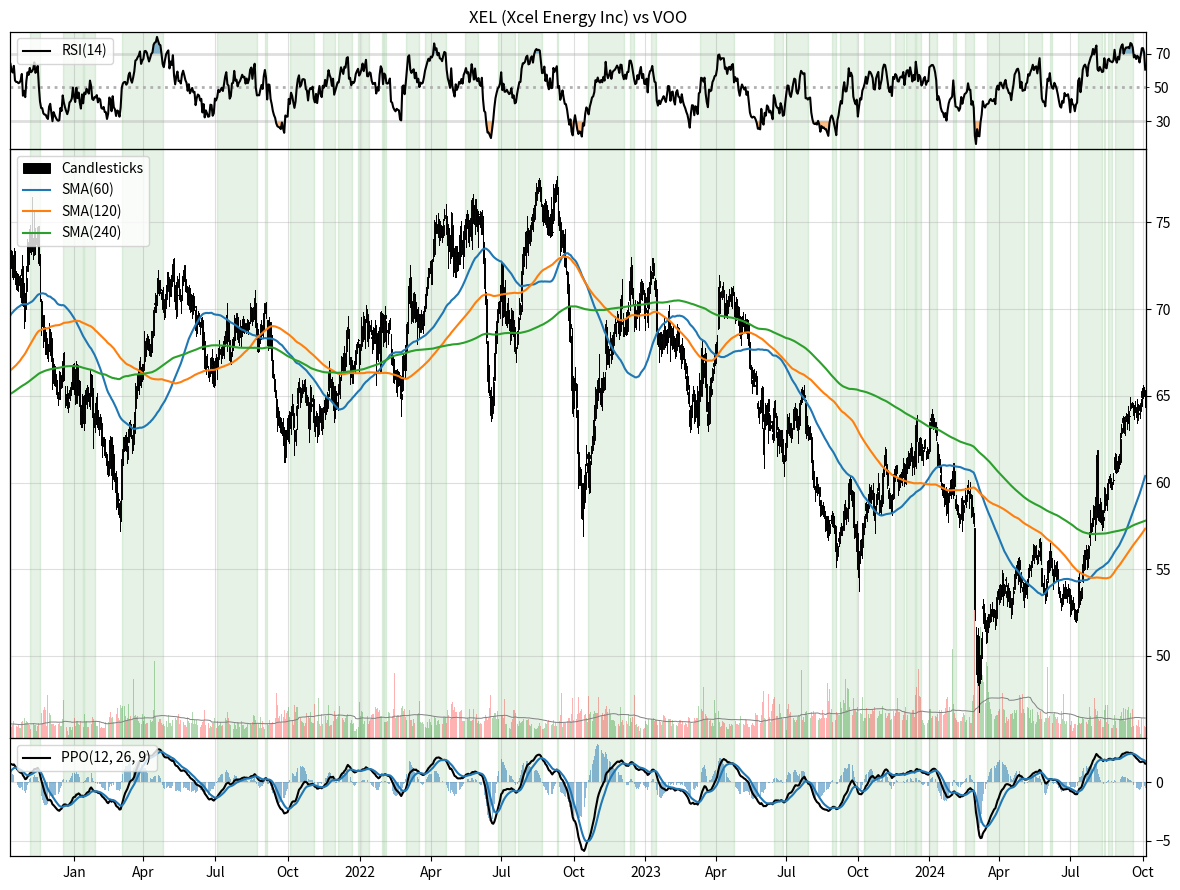 XEL (Xcel Energy Inc) vs VOO
RSI(14)
70
50
30
Candlesticks
SMA(60)
SMA(120)
SMA(240)
75
70
65
60
55
50
PPO(12, 26, 9)
0
−5
Jan Apr Jul Oct 2022 Apr Jul Oct 2023 Apr Jul Oct 2024 Apr Jul Oct